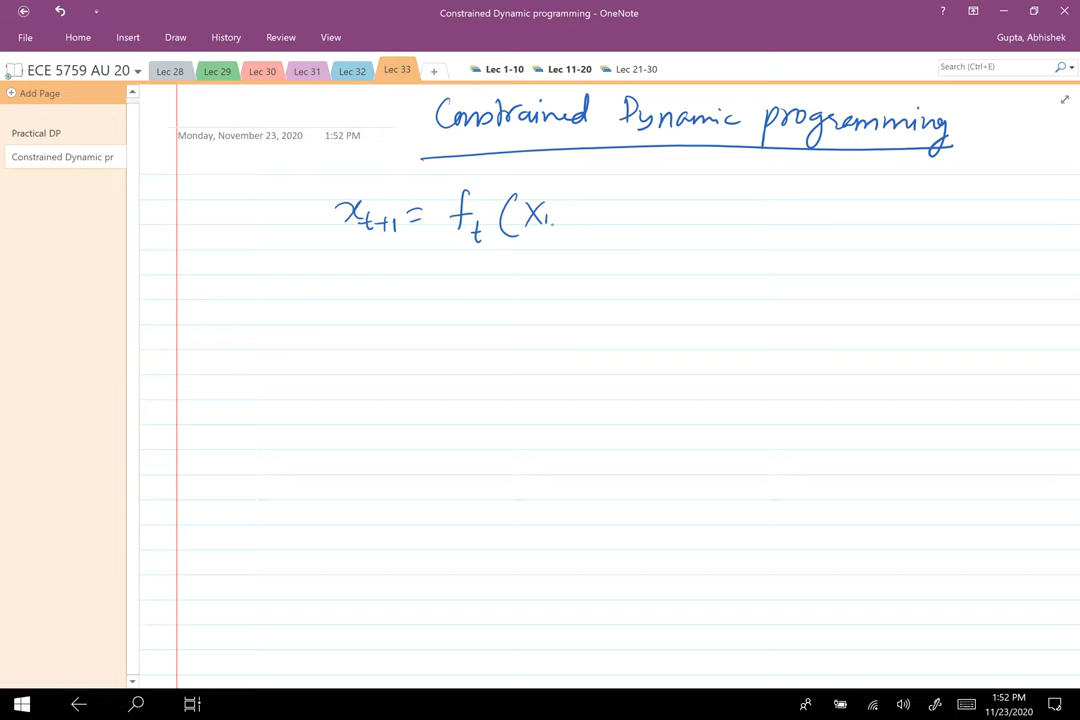 Constrained Dynamic programming - OneNote
File Home Insert Draw History Review View
Gupta, Abhishek
ECE 5759 AU 20
Lec 28 Lec 29 Lec 30 Lec 31 Lec 32 Lec 33 + Lec 1-10 Lec 11-20 Lec 21-30
Search (Ctrl+E)
Add Page
Practical DP
Constrained Dynamic pr
Constrained Dynamic programming
Monday, November 23, 2020 1:52 PM
x_{t+1} = f_t (x
1:52 PM
11/23/2020